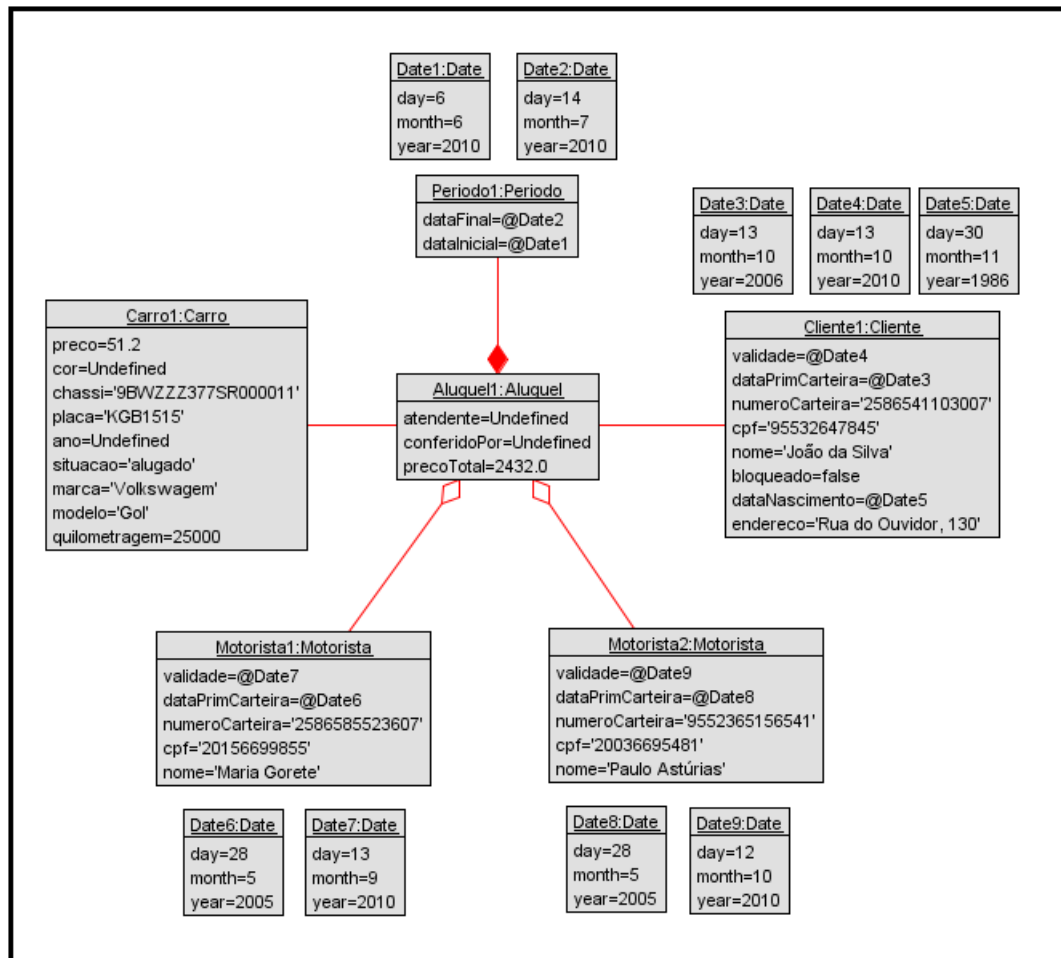 Date1:Date
day=6
month=6
year=2010
Date2:Date
day=14
month=7
year=2010
Periodo1:Periodo
dataFinal=@Date2
dataInicial=@Date1
Date3:Date
day=13
month=10
year=2006
Date4:Date
day=13
month=10
year=2010
Date5:Date
day=30
month=11
year=1986
Carro1:Carro
preco=51.2
cor=Undefined
chassi='9BWZZZ377SR000011'
placa='KGB1515'
ano=Undefined
situacao='alugado'
marca='Volkswagem'
modelo='Gol'
quilometragem=25000
Aluguel1:Aluguel
atendente=Undefined
conferidoPor=Undefined
precoTotal=2432.0
Cliente1:Cliente
validade=@Date4
dataPrimCarteira=@Date3
numeroCarteira='2586541103007'
cpf='95532647845'
nome='João da Silva'
bloqueado=false
dataNascimento=@Date5
endereco='Rua do Ouvidor, 130'
Motorista1:Motorista
validade=@Date7
dataPrimCarteira=@Date6
numeroCarteira='2586585523607'
cpf='20156699855'
nome='Maria Gorete'
Motorista2:Motorista
validade=@Date9
dataPrimCarteira=@Date8
numeroCarteira='9552365156541'
cpf='20036695481'
nome='Paulo Astúrias'
Date6:Date
day=28
month=5
year=2005
Date7:Date
day=13
month=9
year=2010
Date8:Date
day=28
month=5
year=2005
Date9:Date
day=12
month=10
year=2010